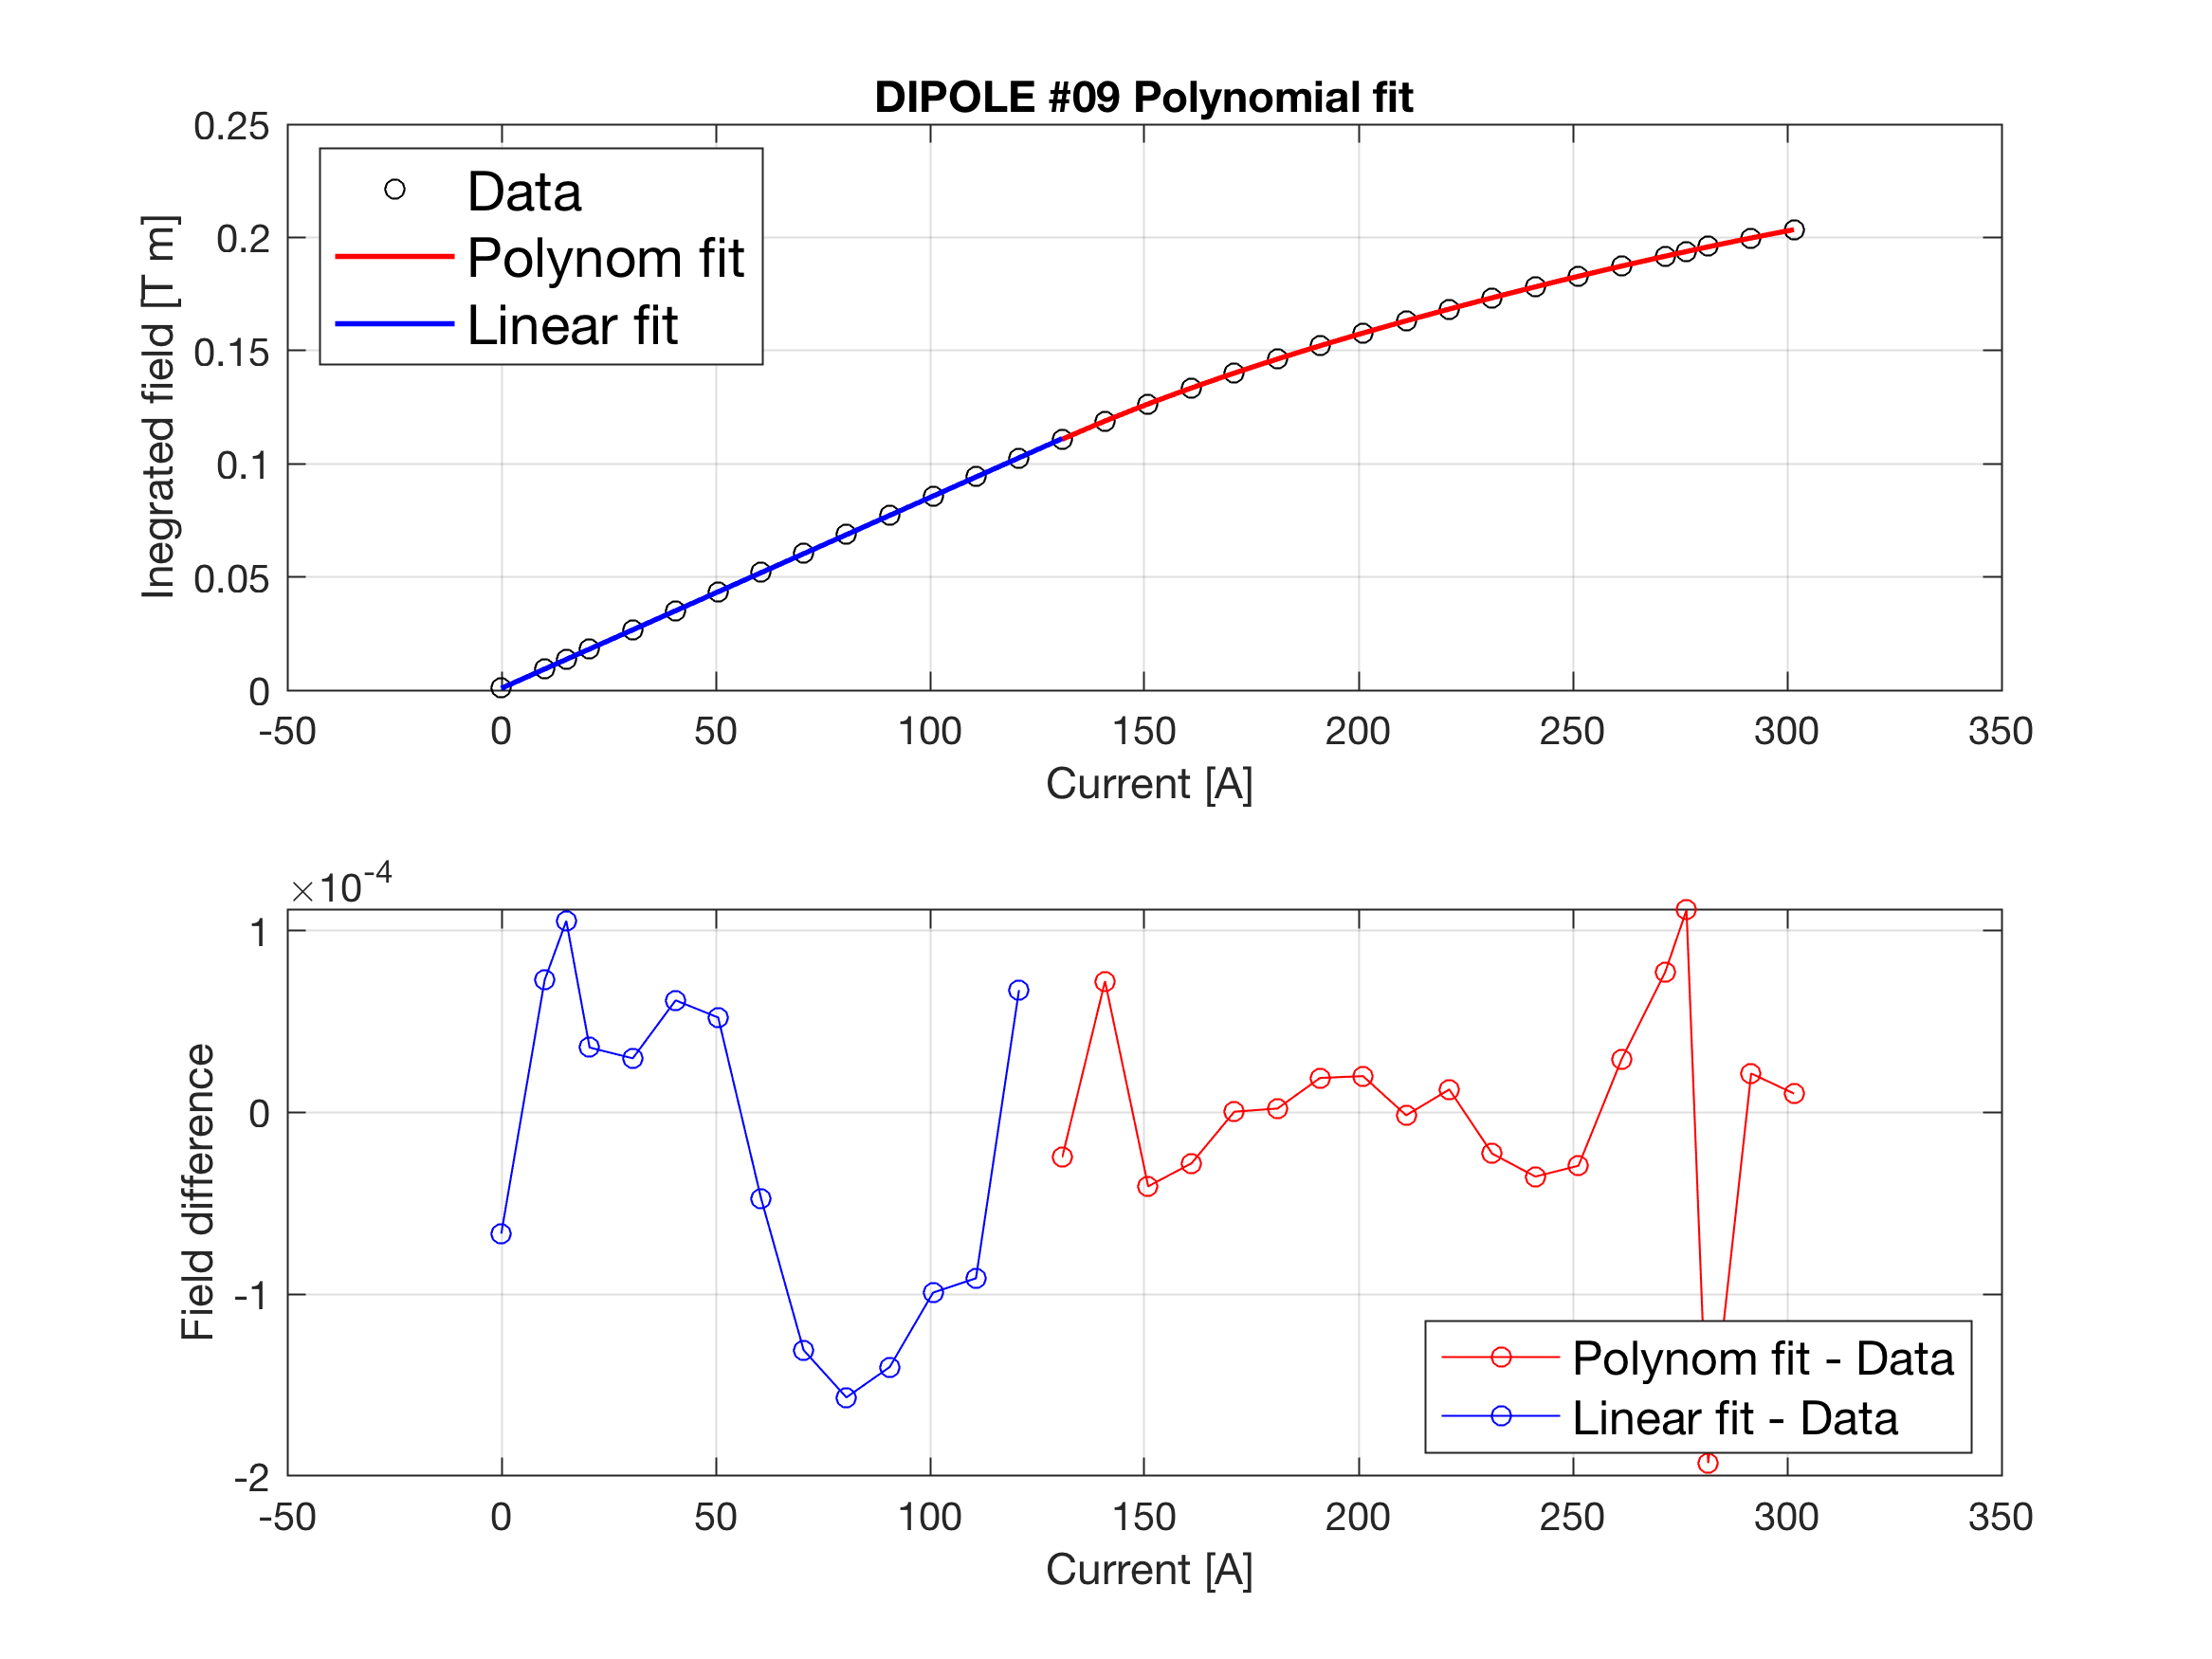 DIPOLE #09 Polynomial fit
0.25
0.2
0.15
0.1
0.05
0
Inegrated field [T m]
Data
Polynom fit
Linear fit
-50 0 50 100 150 200 250 300 350
Current [A]
×10-4
1
0
-1
-2
Field difference
Polynom fit - Data
Linear fit - Data
-50 0 50 100 150 200 250 300 350
Current [A]